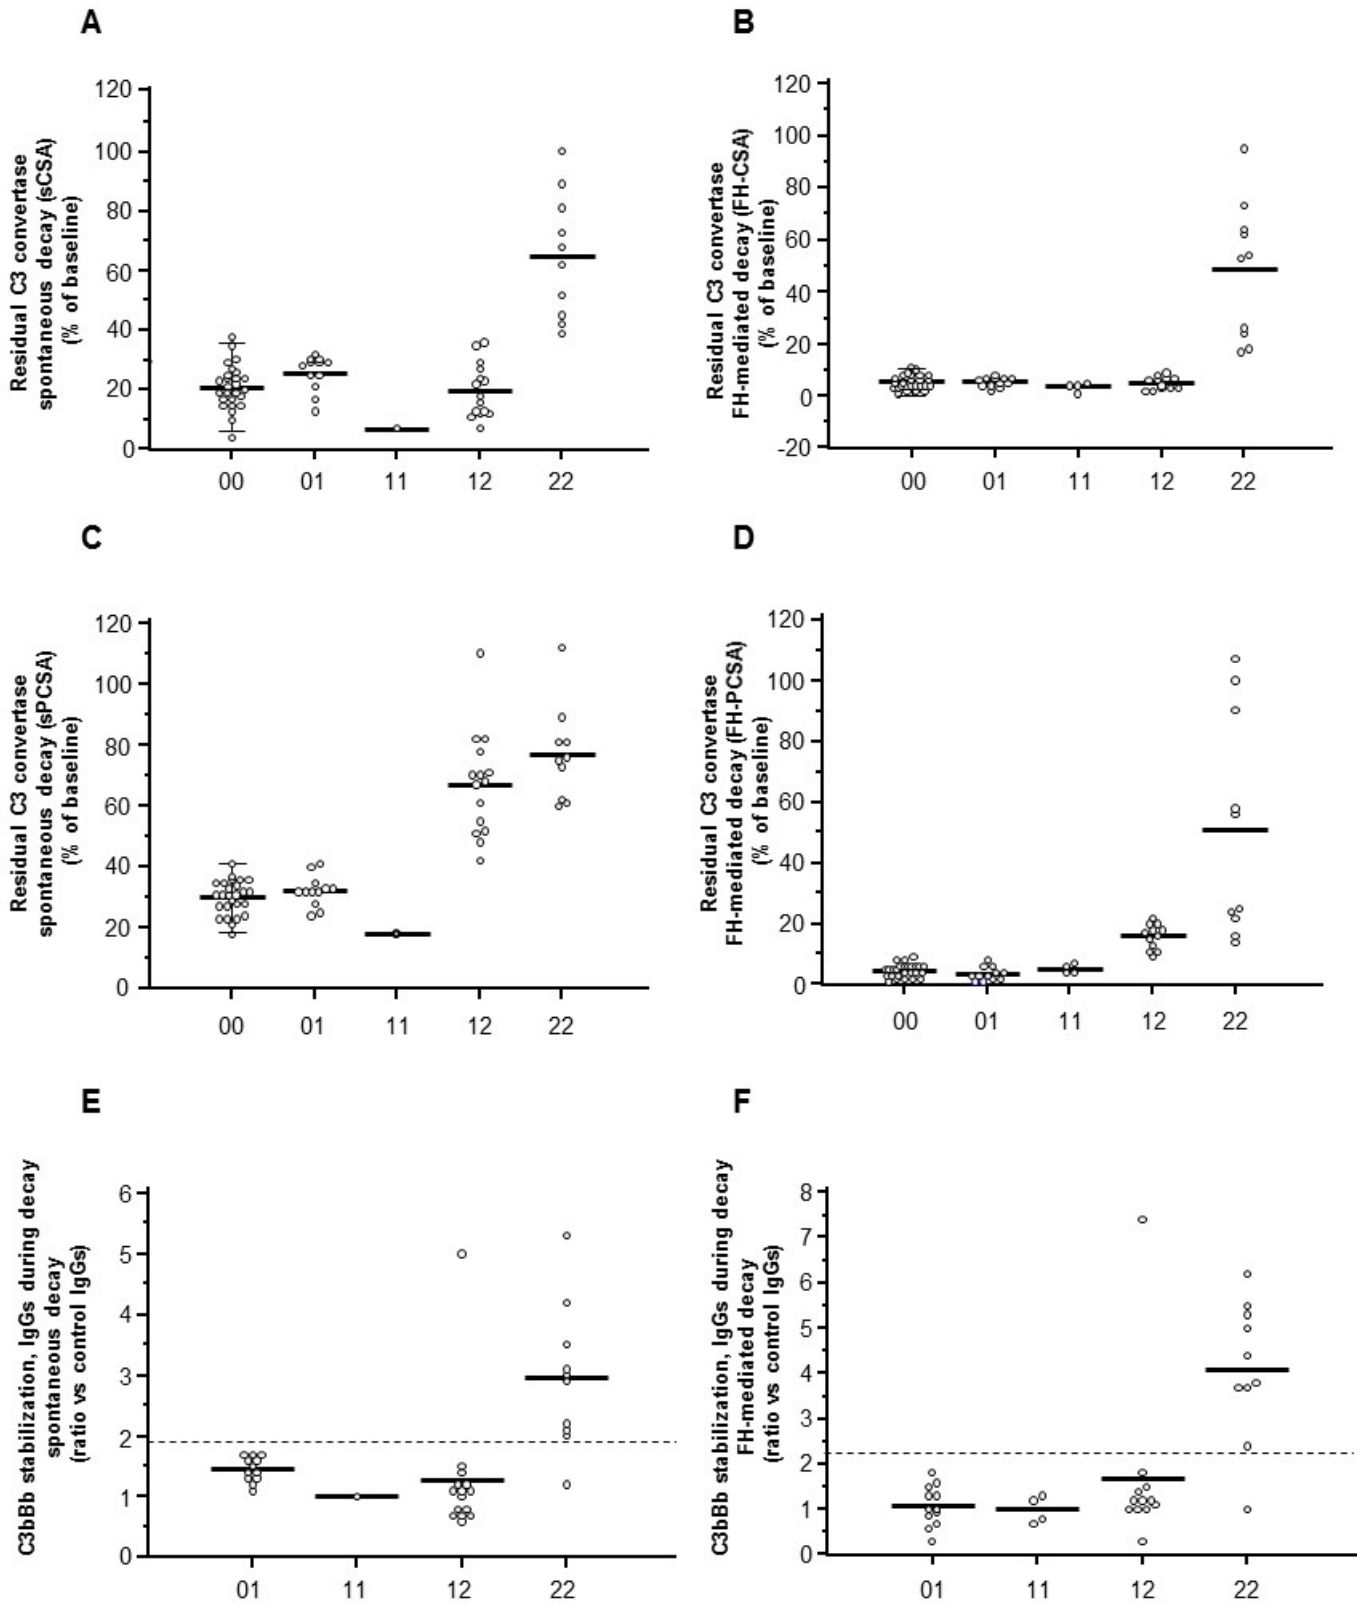 A
Residual C3 convertase
spontaneous decay (sCSA)
(% of baseline)
120
100
80
60
40
20
0
00 01 11 12 22
B
Residual C3 convertase
FH-mediated decay (FH-CSA)
(% of baseline)
120
100
80
60
40
20
0
-20
00 01 11 12 22
C
Residual C3 convertase
spontaneous decay (sPCSA)
(% of baseline)
120
100
80
60
40
20
0
00 01 11 12 22
D
Residual C3 convertase
FH-mediated decay (FH-PCSA)
(% of baseline)
120
100
80
60
40
20
0
00 01 11 12 22
E
C3bBb stabilization, IgGs during decay
spontaneous decay
(ratio vs control IgGs)
6
5
4
3
2
1
0
01 11 12 22
F
C3bBb stabilization, IgGs during decay
FH-mediated decay
(ratio vs control IgGs)
8
7
6
5
4
3
2
1
0
01 11 12 22